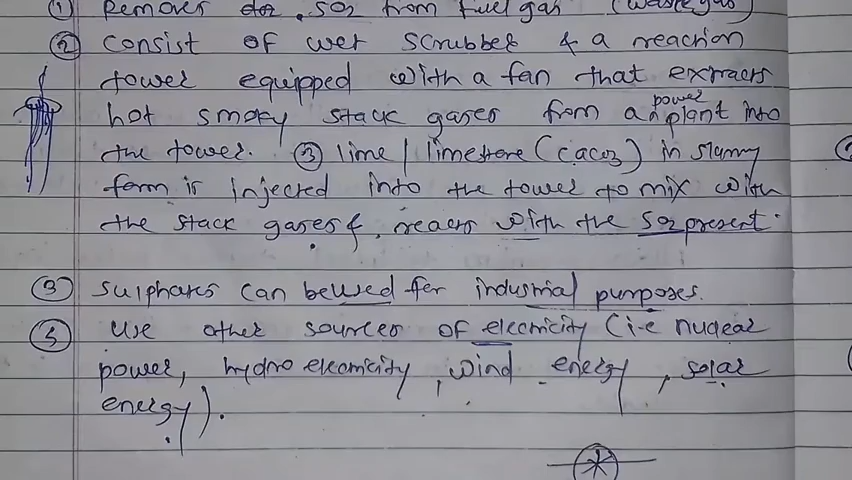 ① Remover SO2 from fuel gas (waste gas)
② consist of wet scrubber & a reaction
tower equipped with a fan that extracts
hot smoky stack gases from a power plant into
the tower. ③ lime / limestone (CaCO3) in slurry
form is injected into the tower to mix with
the stack gases & reacts with the SO2 present.
③ sulphates can be used for industrial purposes.
⑤ Use other sources of electricity (i.e nuclear
power, hydro electricity, wind energy, solar
energy).